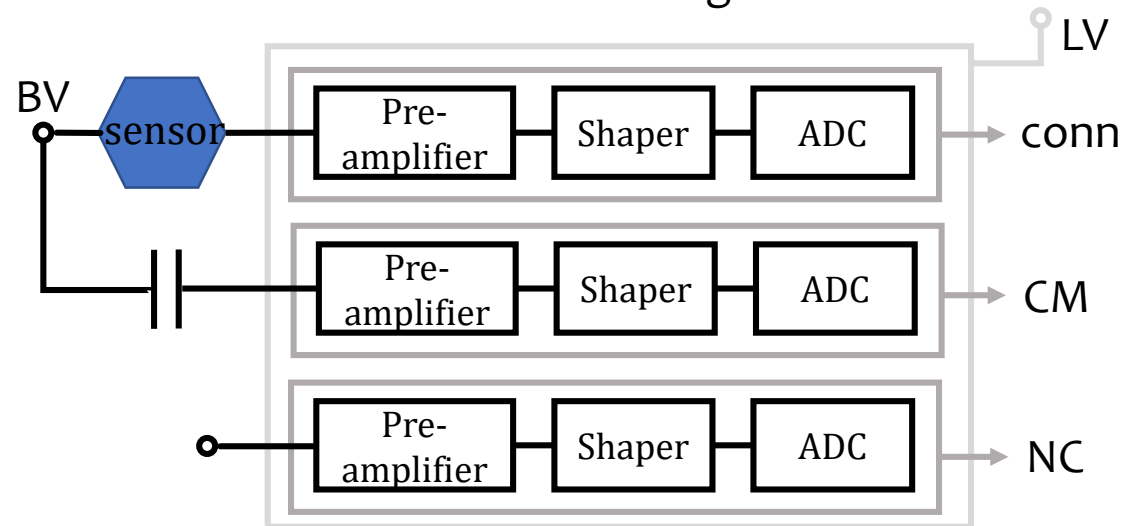 LV
BV
sensor
Pre-
amplifier
Shaper
ADC
conn
Pre-
amplifier
Shaper
ADC
CM
Pre-
amplifier
Shaper
ADC
NC